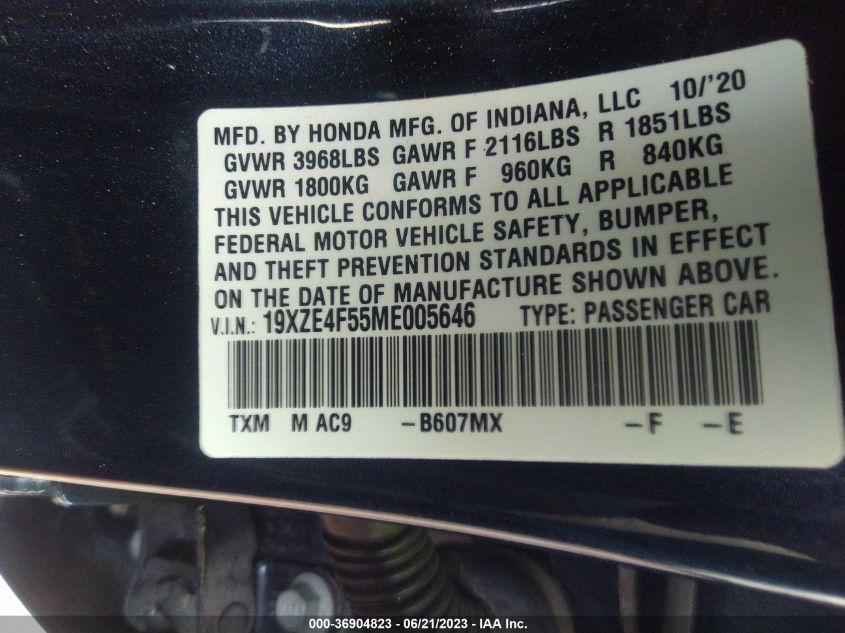 MFD. BY HONDA MFG. OF INDIANA, LLC 10/'20
GVWR 3968LBS GAWR F 2116LBS R 1851LBS
GVWR 1800KG GAWR F 960KG R 840KG
THIS VEHICLE CONFORMS TO ALL APPLICABLE
FEDERAL MOTOR VEHICLE SAFETY, BUMPER,
AND THEFT PREVENTION STANDARDS IN EFFECT
ON THE DATE OF MANUFACTURE SHOWN ABOVE.
V.I.N.: 19XZE4F55ME005646 TYPE: PASSENGER CAR
TXM M AC9 -B607MX -F -E
000-36904823 - 06/21/2023 - IAA Inc.